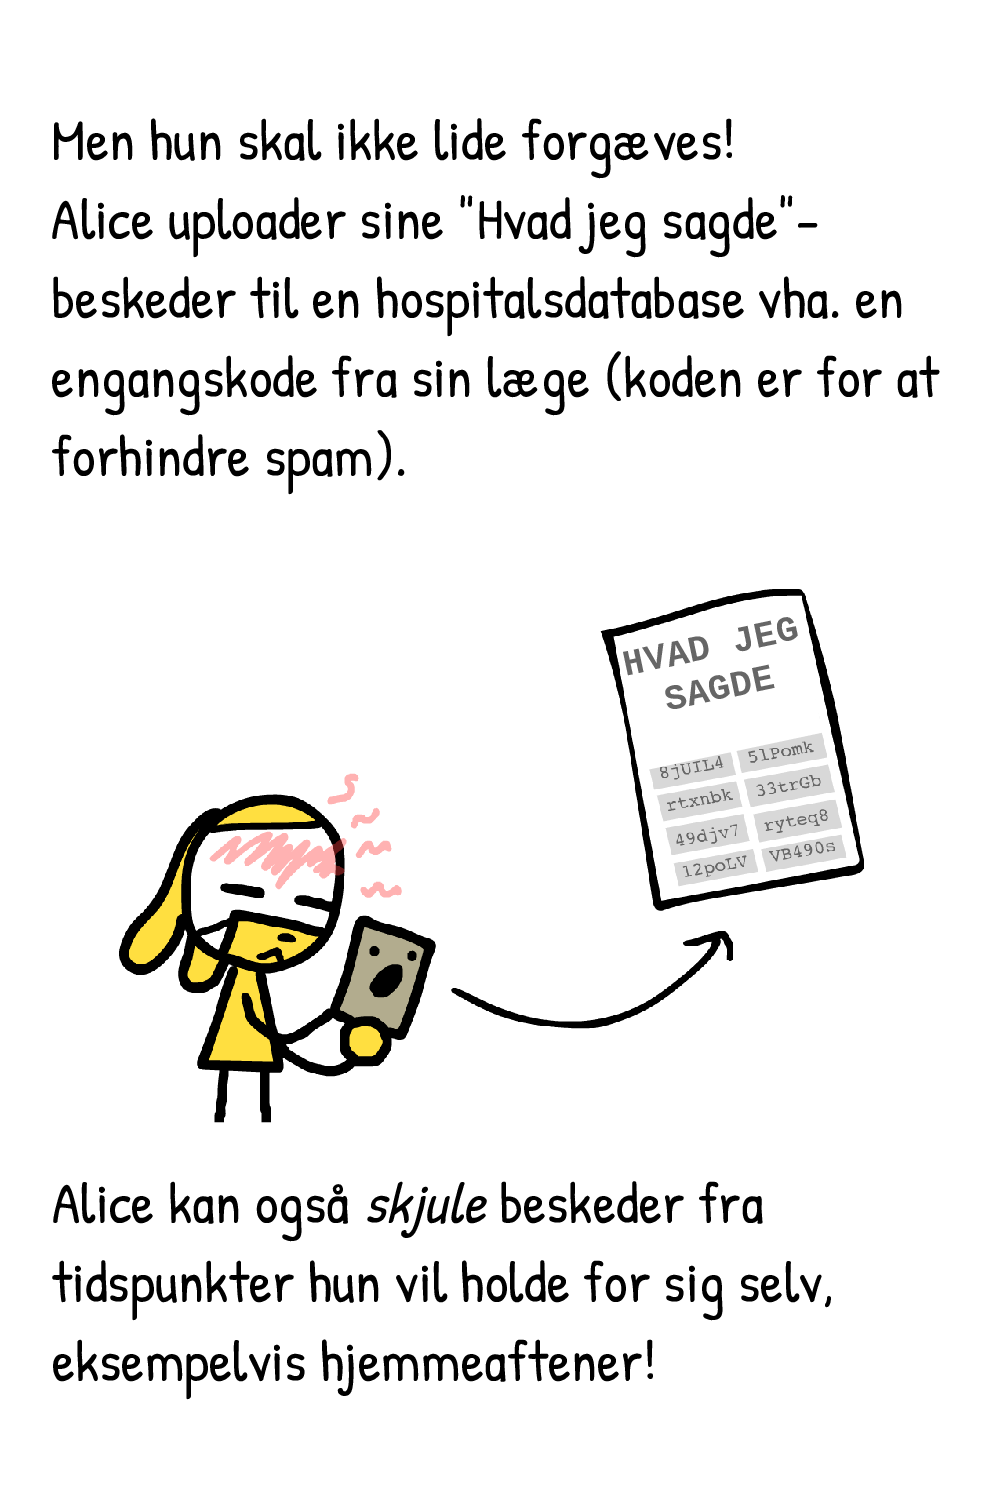 Men hun skal ikke lide forgæves!
Alice uploader sine "Hvad jeg sagde"-
beskeder til en hospitalsdatabase vha. en
engangskode fra sin læge (koden er for at
forhindre spam).
HVAD JEG
SAGDE
8jUIL4 5lPomk
rtxnbk 33trGb
49djv7 ryteq8
12poLV VB490s
Alice kan også skjule beskeder fra
tidspunkter hun vil holde for sig selv,
eksempelvis hjemmeaftener!